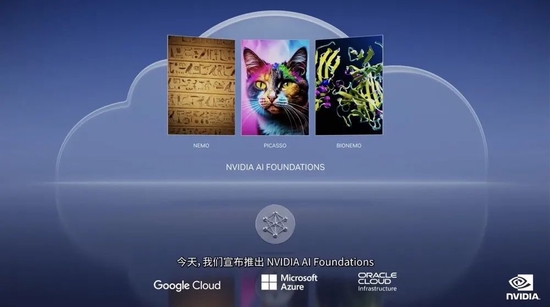 NEMO
PICASSO
BIONEMO
NVIDIA AI FOUNDATIONS
今天，我们宣布推出 NVIDIA AI Foundations
Google Cloud
Microsoft
Azure
ORACLE
CLOUD
Infrastructure
NVIDIA